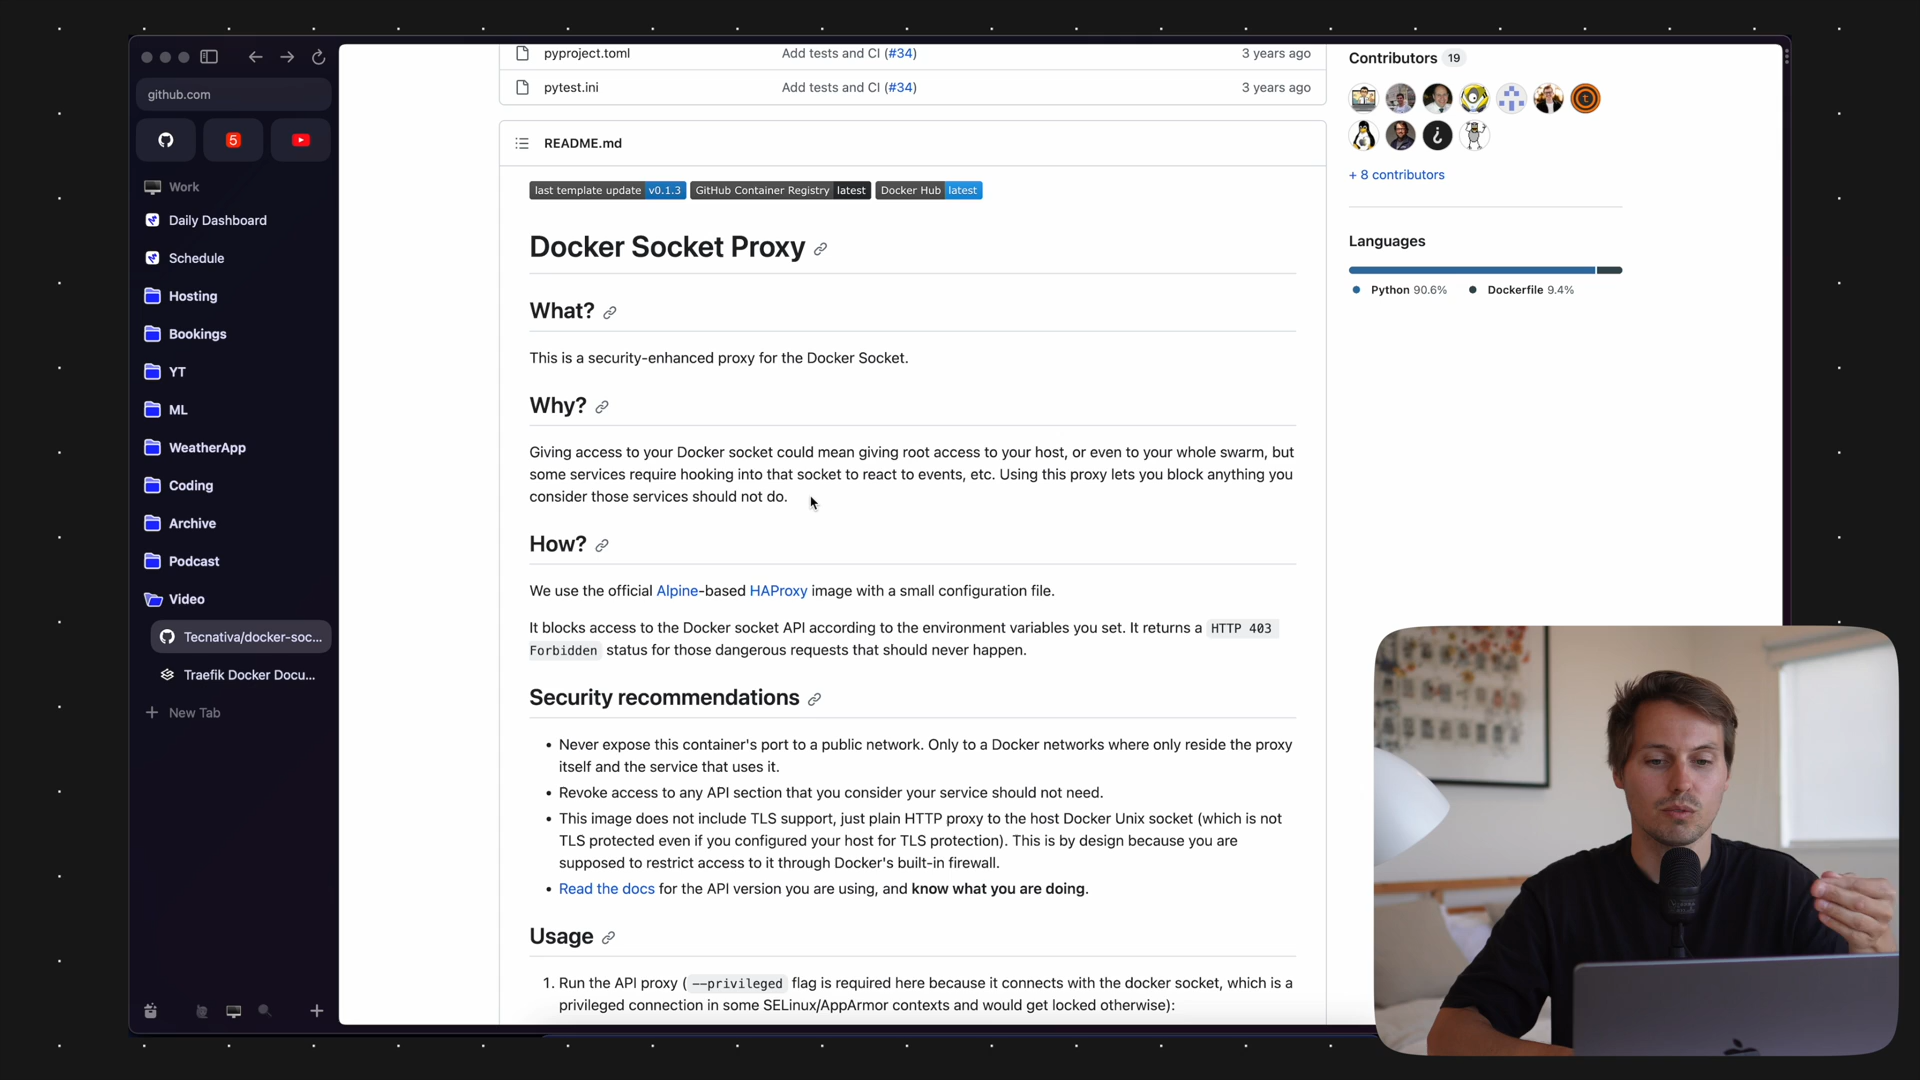 github.com
5
Work
Daily Dashboard
Schedule
Hosting
Bookings
YT
ML
WeatherApp
Coding
Archive
Podcast
Video
Tecnativa/docker-soc...
Traefik Docker Docu...
New Tab
pyproject.toml Add tests and CI (#34) 3 years ago
pytest.ini Add tests and CI (#34) 3 years ago
README.md
last template update v0.1.3 GitHub Container Registry latest Docker Hub latest
Docker Socket Proxy
What?
This is a security-enhanced proxy for the Docker Socket.
Why?
Giving access to your Docker socket could mean giving root access to your host, or even to your whole swarm, but
some services require hooking into that socket to react to events, etc. Using this proxy lets you block anything you
consider those services should not do.
How?
We use the official Alpine-based HAProxy image with a small configuration file.
It blocks access to the Docker socket API according to the environment variables you set. It returns a HTTP 403
Forbidden status for those dangerous requests that should never happen.
Security recommendations
• Never expose this container's port to a public network. Only to a Docker networks where only reside the proxy
itself and the service that uses it.
• Revoke access to any API section that you consider your service should not need.
• This image does not include TLS support, just plain HTTP proxy to the host Docker Unix socket (which is not
TLS protected even if you configured your host for TLS protection). This is by design because you are
supposed to restrict access to it through Docker's built-in firewall.
• Read the docs for the API version you are using, and know what you are doing.
Usage
1. Run the API proxy (--privileged flag is required here because it connects with the docker socket, which is a
privileged connection in some SELinux/AppArmor contexts and would get locked otherwise):
Contributors 19
+ 8 contributors
Languages
Python 90.6% Dockerfile 9.4%